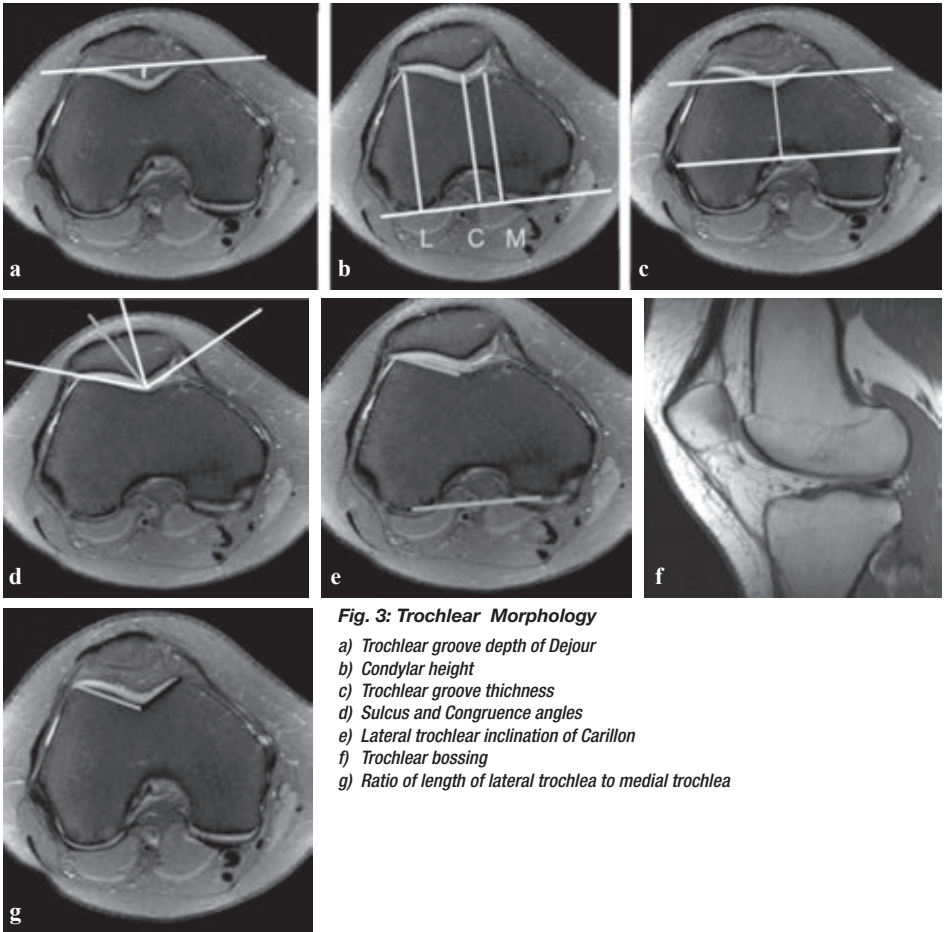 a
b
L C M
c
d
e
f
g
Fig. 3: Trochlear Morphology
a) Trochlear groove depth of Dejour
b) Condylar height
c) Trochlear groove thichness
d) Sulcus and Congruence angles
e) Lateral trochlear inclination of Carillon
f) Trochlear bossing
g) Ratio of length of lateral trochlea to medial trochlea